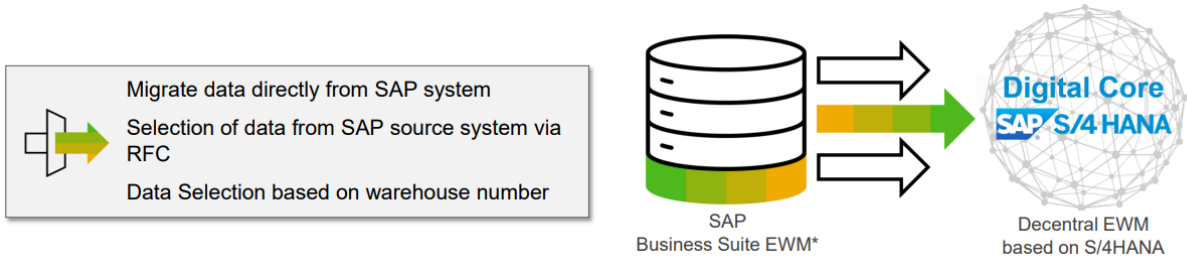 Migrate data directly from SAP system
Selection of data from SAP source system via
RFC
Data Selection based on warehouse number
SAP
Business Suite EWM*
Digital Core
SAP S/4HANA
Decentral EWM
based on S/4HANA